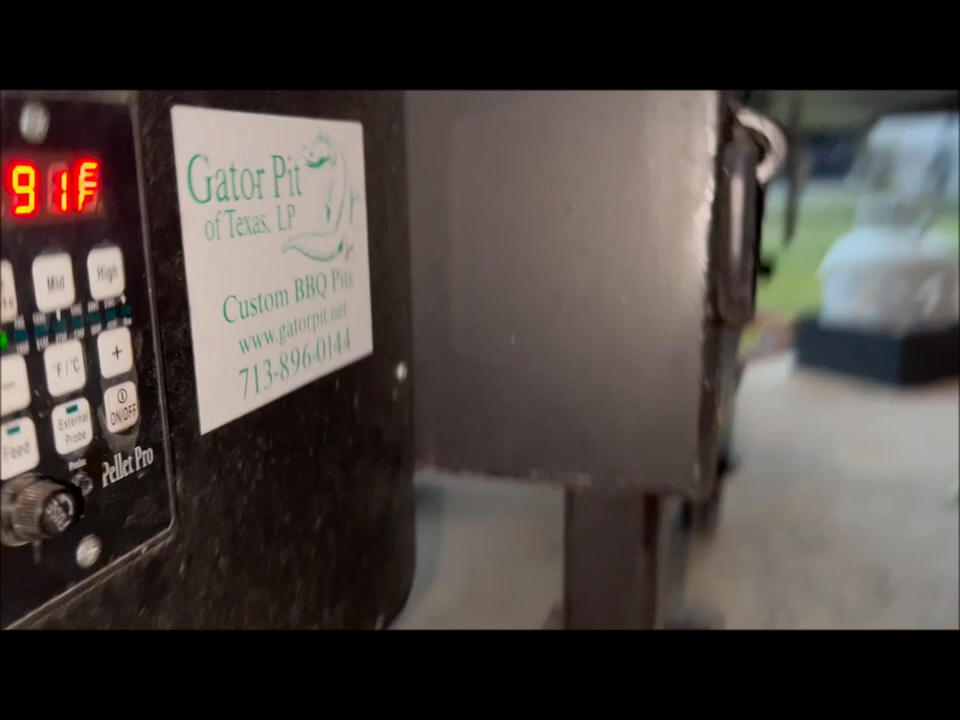 91F
Mid
High
Gator Pit
of Texas, LP
Custom BBQ Pits
www.gatorpit.net
713-896-0144
°F/°C
+
−
ON/OFF
External
Probe
Feed
Pellet Pro